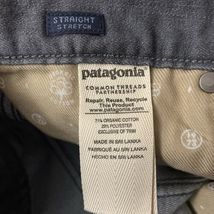 STRAIGHT
STRETCH
patagonia
COMMON THREADS
PARTNERSHIP
Repair, Reuse, Recycle
This Product
www.patagonia.com
71% ORGANIC COTTON
29% POLYESTER
EXCLUSIVE OF TRIM
MADE IN SRI LANKA
FABRIQUÉ AU SRI LANKA
HECHO EN SRI LANKA